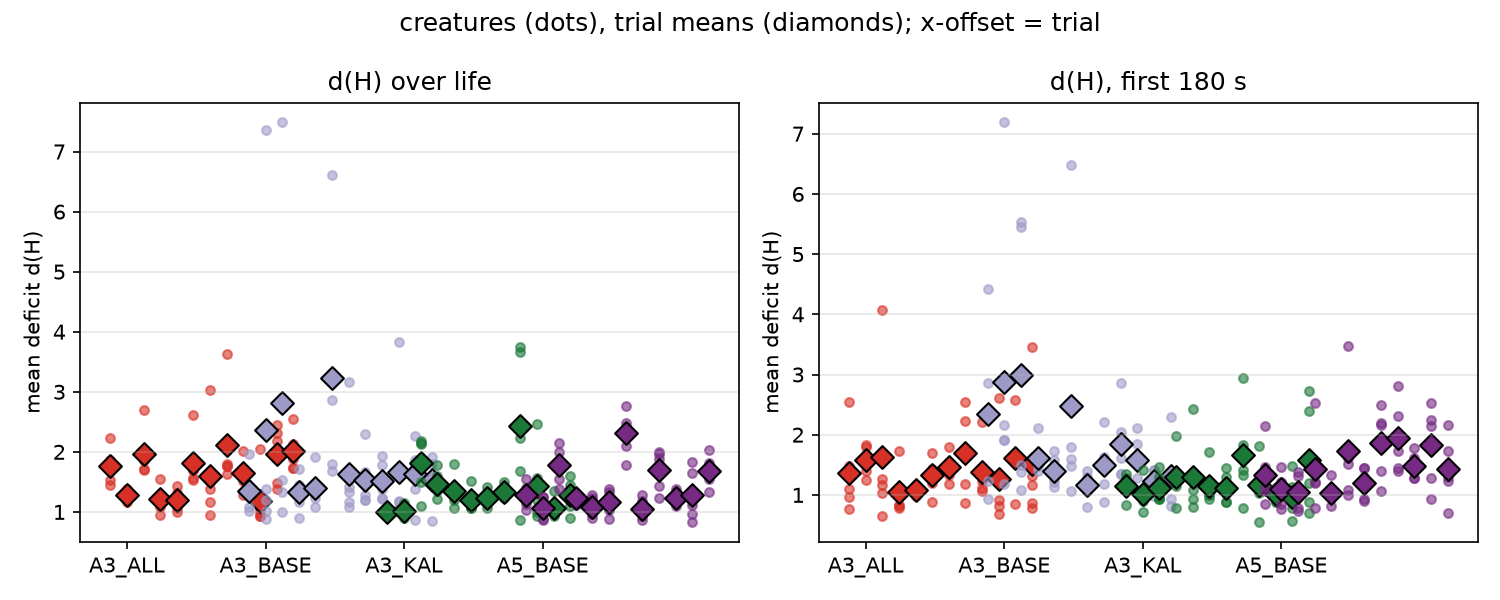 creatures (dots), trial means (diamonds); x-offset = trial
d(H) over life
d(H), first 180 s
mean deficit d(H)
7
6
5
4
3
2
1
A3_ALL
A3_BASE
A3_KAL
A5_BASE
mean deficit d(H)
7
6
5
4
3
2
1
A3_ALL
A3_BASE
A3_KAL
A5_BASE